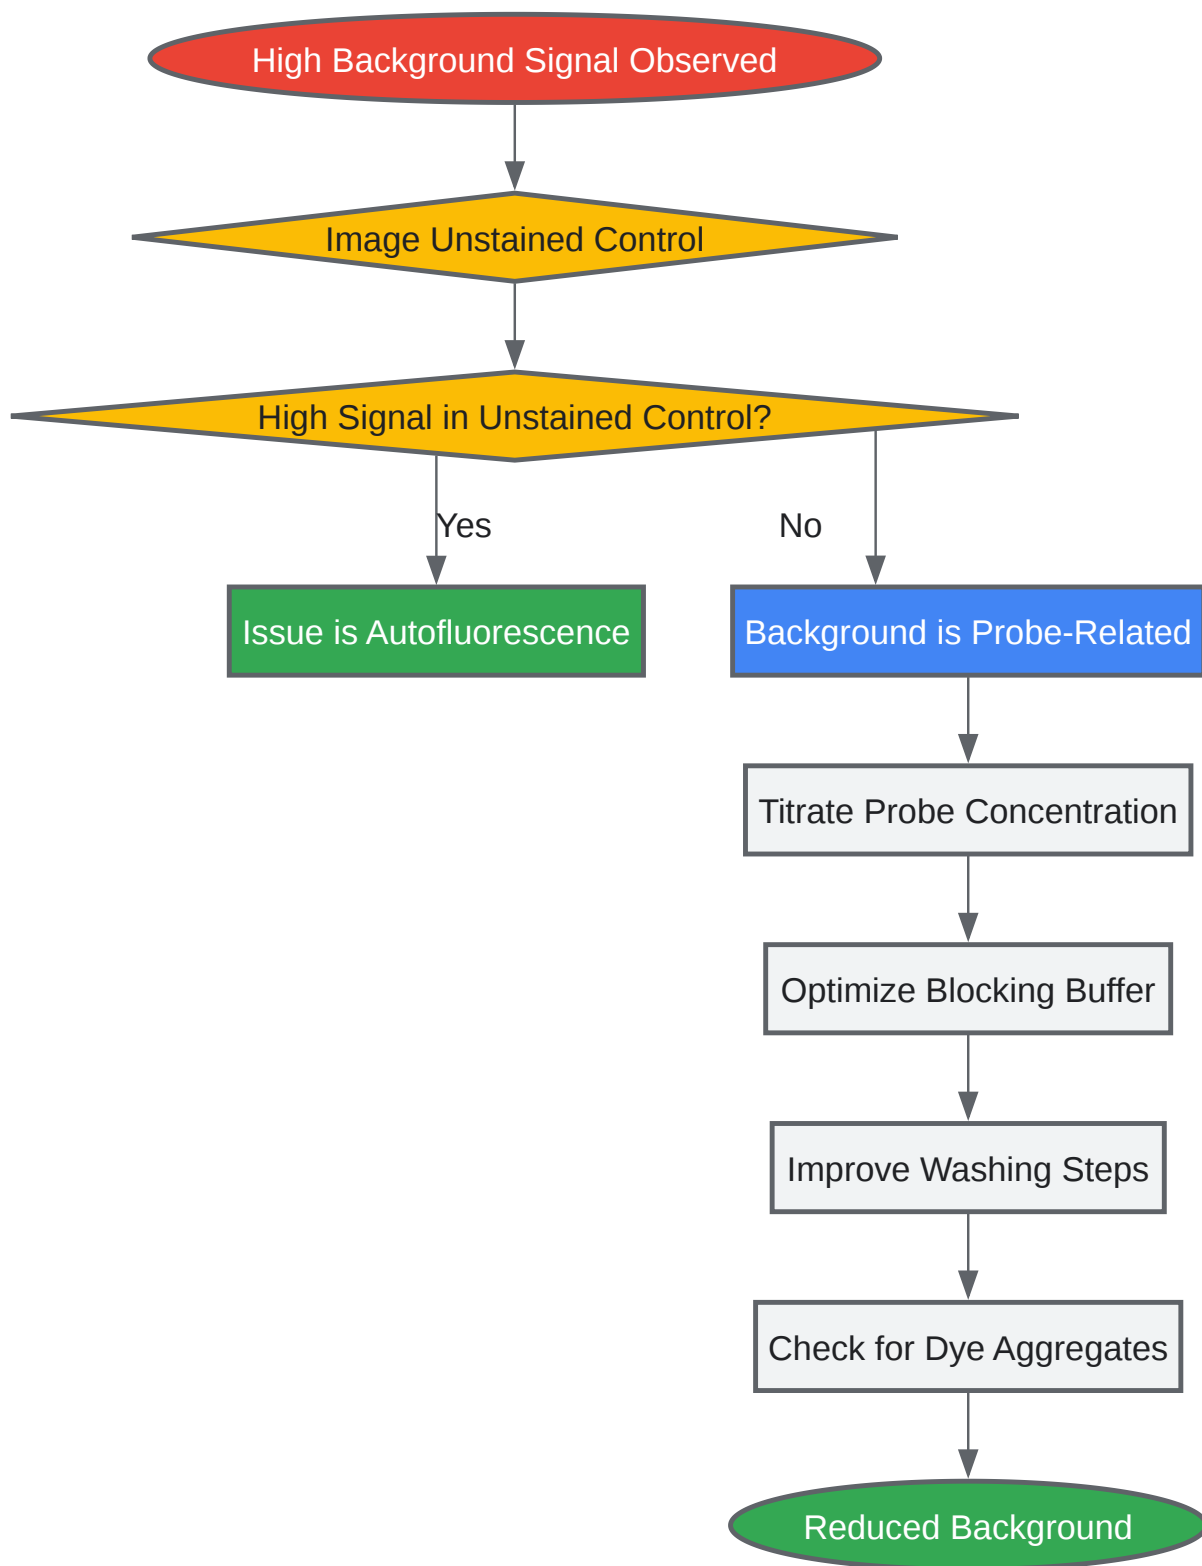 High Background Signal Observed
Image Unstained Control
High Signal in Unstained Control?
Yes
No
Issue is Autofluorescence
Background is Probe-Related
Titrate Probe Concentration
Optimize Blocking Buffer
Improve Washing Steps
Check for Dye Aggregates
Reduced Background